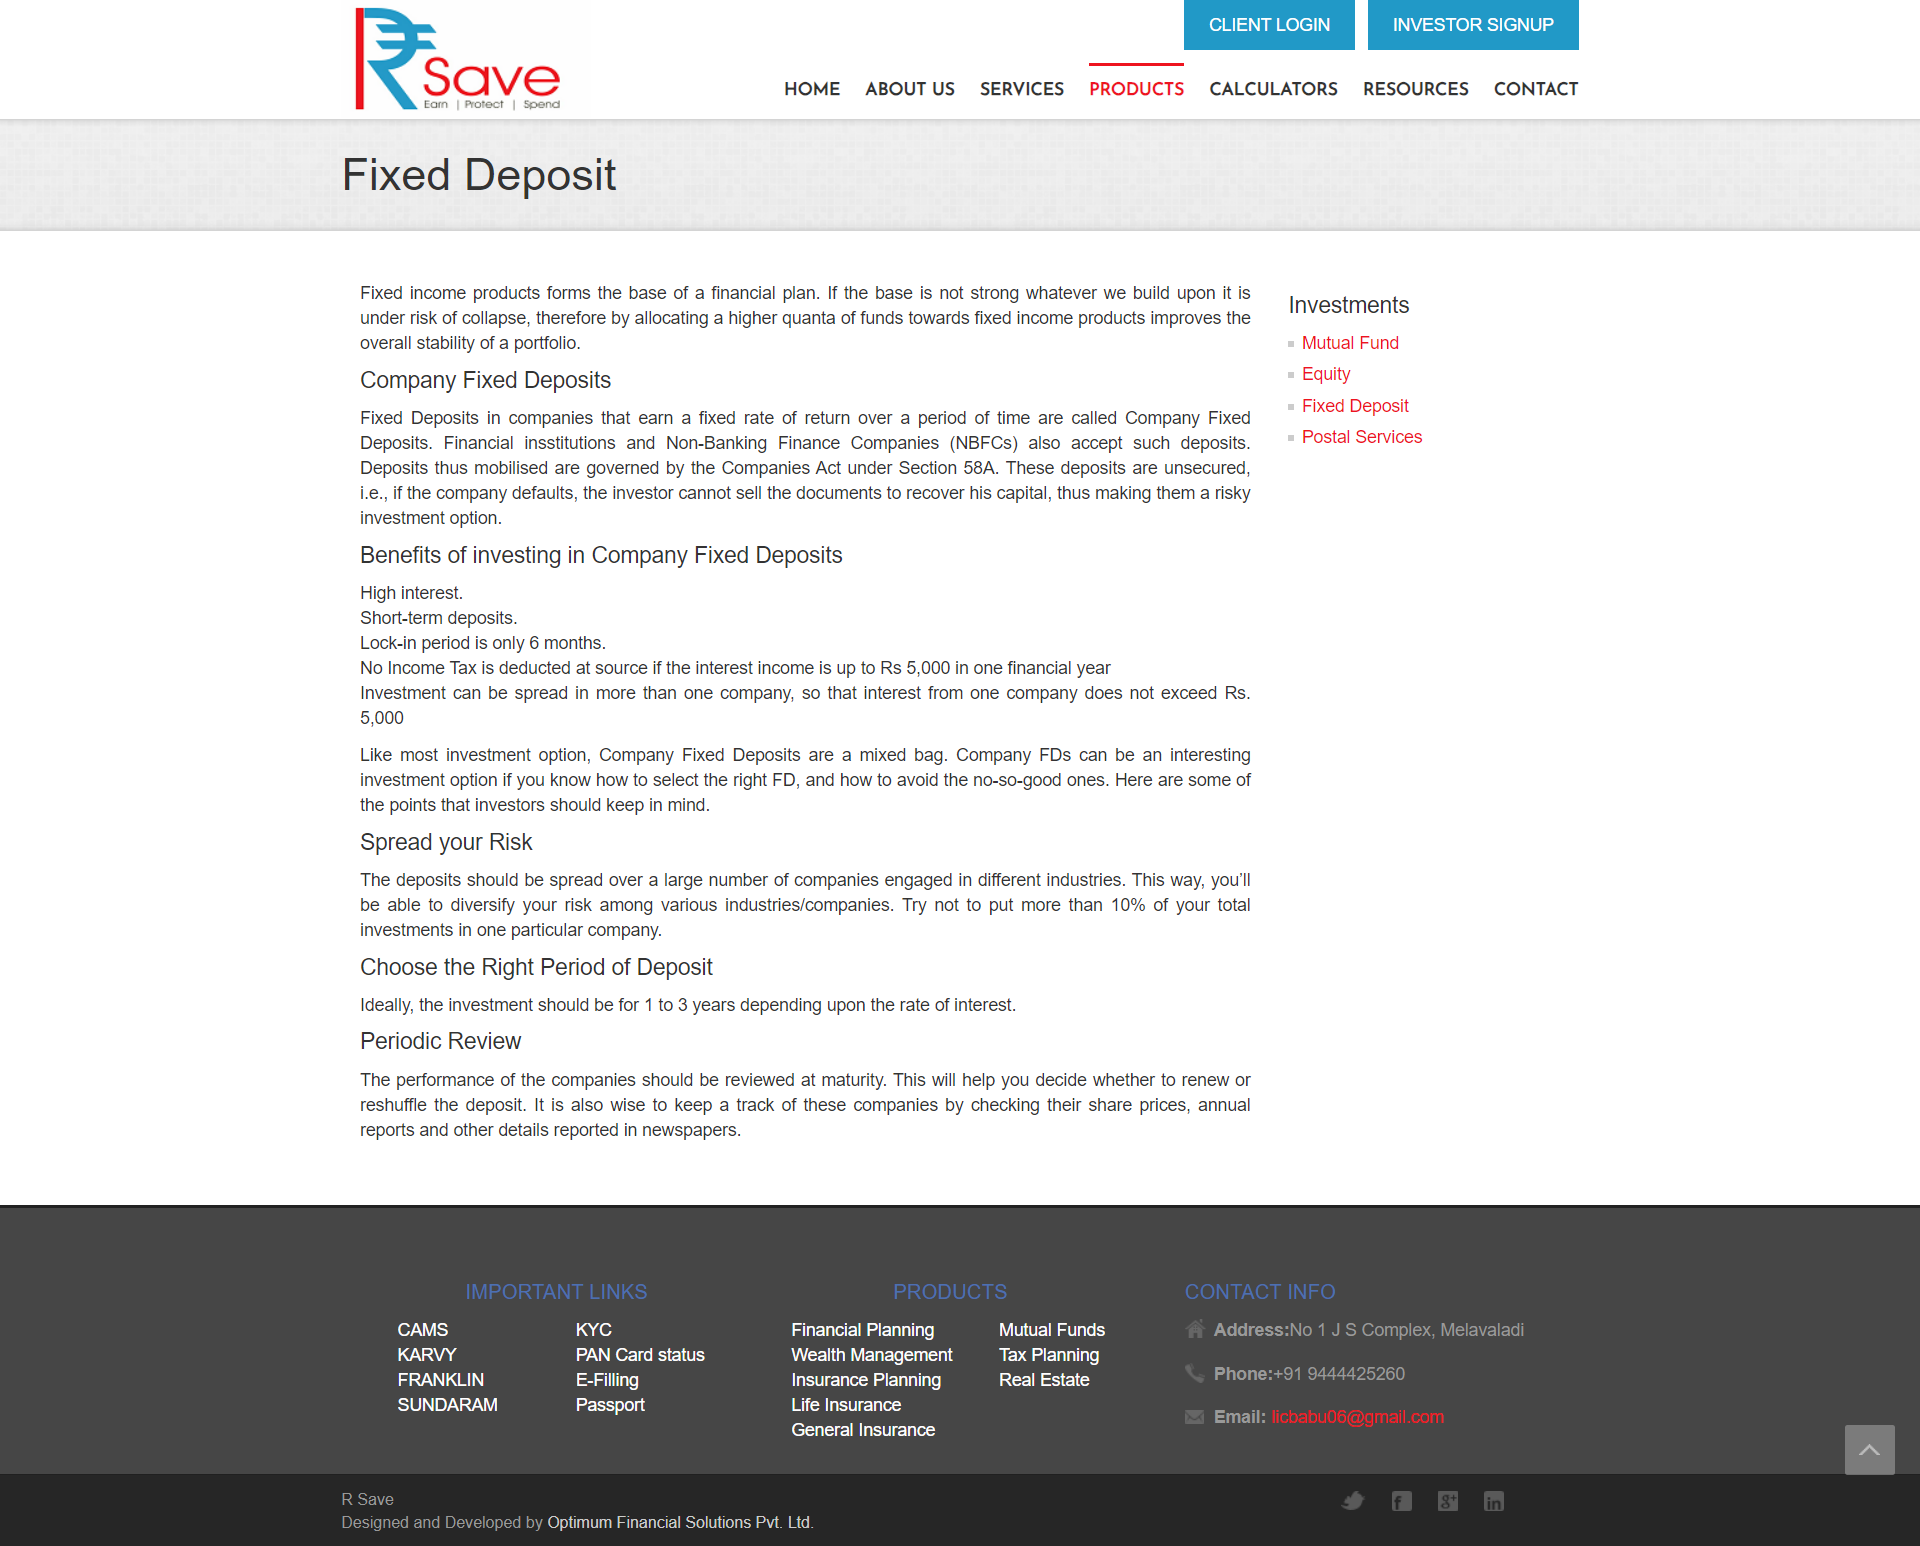 CLIENT LOGIN
INVESTOR SIGNUP
Save
Earn | Protect | Spend
HOME
ABOUT US
SERVICES
PRODUCTS
CALCULATORS
RESOURCES
CONTACT
Fixed Deposit
Fixed income products forms the base of a financial plan. If the base is not strong whatever we build upon it is
under risk of collapse, therefore by allocating a higher quanta of funds towards fixed income products improves the
overall stability of a portfolio.
Company Fixed Deposits
Fixed Deposits in companies that earn a fixed rate of return over a period of time are called Company Fixed
Deposits. Financial insstitutions and Non-Banking Finance Companies (NBFCs) also accept such deposits.
Deposits thus mobilised are governed by the Companies Act under Section 58A. These deposits are unsecured,
i.e., if the company defaults, the investor cannot sell the documents to recover his capital, thus making them a risky
investment option.
Benefits of investing in Company Fixed Deposits
High interest.
Short-term deposits.
Lock-in period is only 6 months.
No Income Tax is deducted at source if the interest income is up to Rs 5,000 in one financial year
Investment can be spread in more than one company, so that interest from one company does not exceed Rs.
5,000
Like most investment option, Company Fixed Deposits are a mixed bag. Company FDs can be an interesting
investment option if you know how to select the right FD, and how to avoid the no-so-good ones. Here are some of
the points that investors should keep in mind.
Spread your Risk
The deposits should be spread over a large number of companies engaged in different industries. This way, you’ll
be able to diversify your risk among various industries/companies. Try not to put more than 10% of your total
investments in one particular company.
Choose the Right Period of Deposit
Ideally, the investment should be for 1 to 3 years depending upon the rate of interest.
Periodic Review
The performance of the companies should be reviewed at maturity. This will help you decide whether to renew or
reshuffle the deposit. It is also wise to keep a track of these companies by checking their share prices, annual
reports and other details reported in newspapers.
Investments
Mutual Fund
Equity
Fixed Deposit
Postal Services
IMPORTANT LINKS
CAMS
KARVY
FRANKLIN
SUNDARAM
KYC
PAN Card status
E-Filling
Passport
PRODUCTS
Financial Planning
Wealth Management
Insurance Planning
Life Insurance
General Insurance
Mutual Funds
Tax Planning
Real Estate
CONTACT INFO
Address:No 1 J S Complex, Melavaladi
Phone:+91 9444425260
Email: licbabu06@gmail.com
R Save
Designed and Developed by Optimum Financial Solutions Pvt. Ltd.